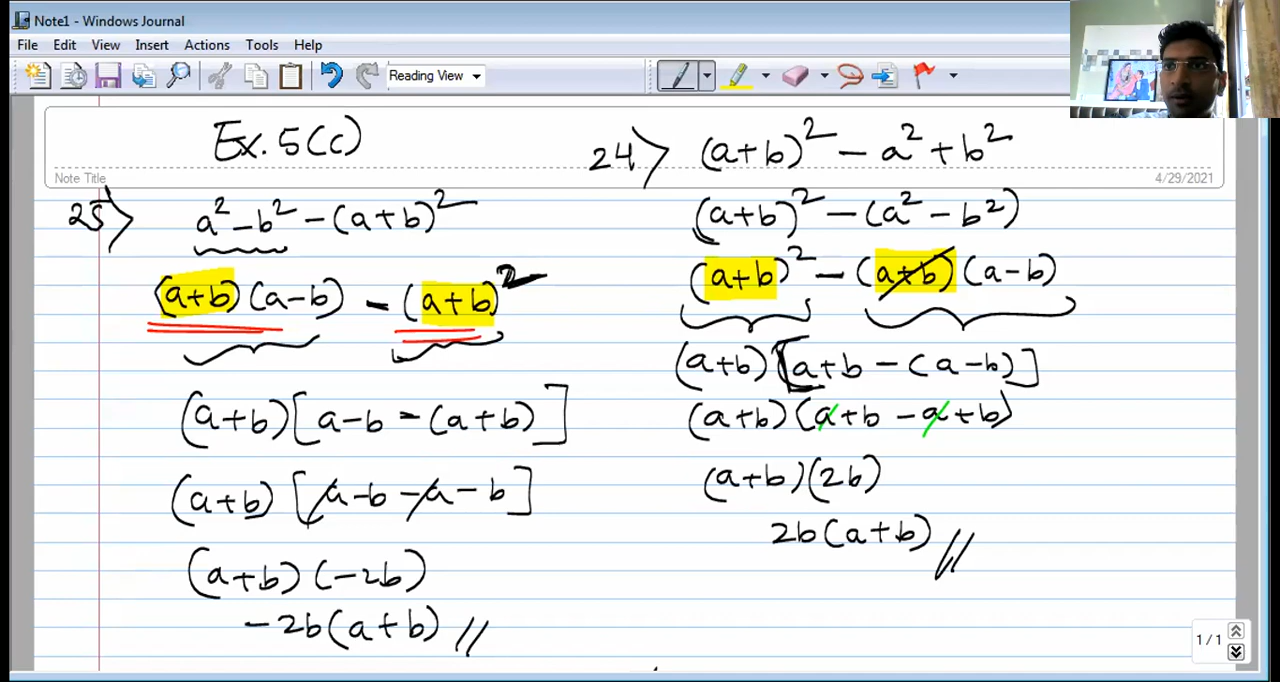 Note1 - Windows Journal
File Edit View Insert Actions Tools Help
Reading View
Ex. 5(c)
Note Title
4/29/2021
25) a² - b² - (a+b)²
(a+b)(a-b) - (a+b)²
(a+b)[a-b-(a+b)]
(a+b)[a-b-a-b]
(a+b)(-2b)
-2b(a+b) //
24) (a+b)² - a² + b²
(a+b)² - (a² - b²)
(a+b)² - (a+b)(a-b)
(a+b)[a+b-(a-b)]
(a+b)(a+b-a+b)
(a+b)(2b)
2b(a+b) //
1/1